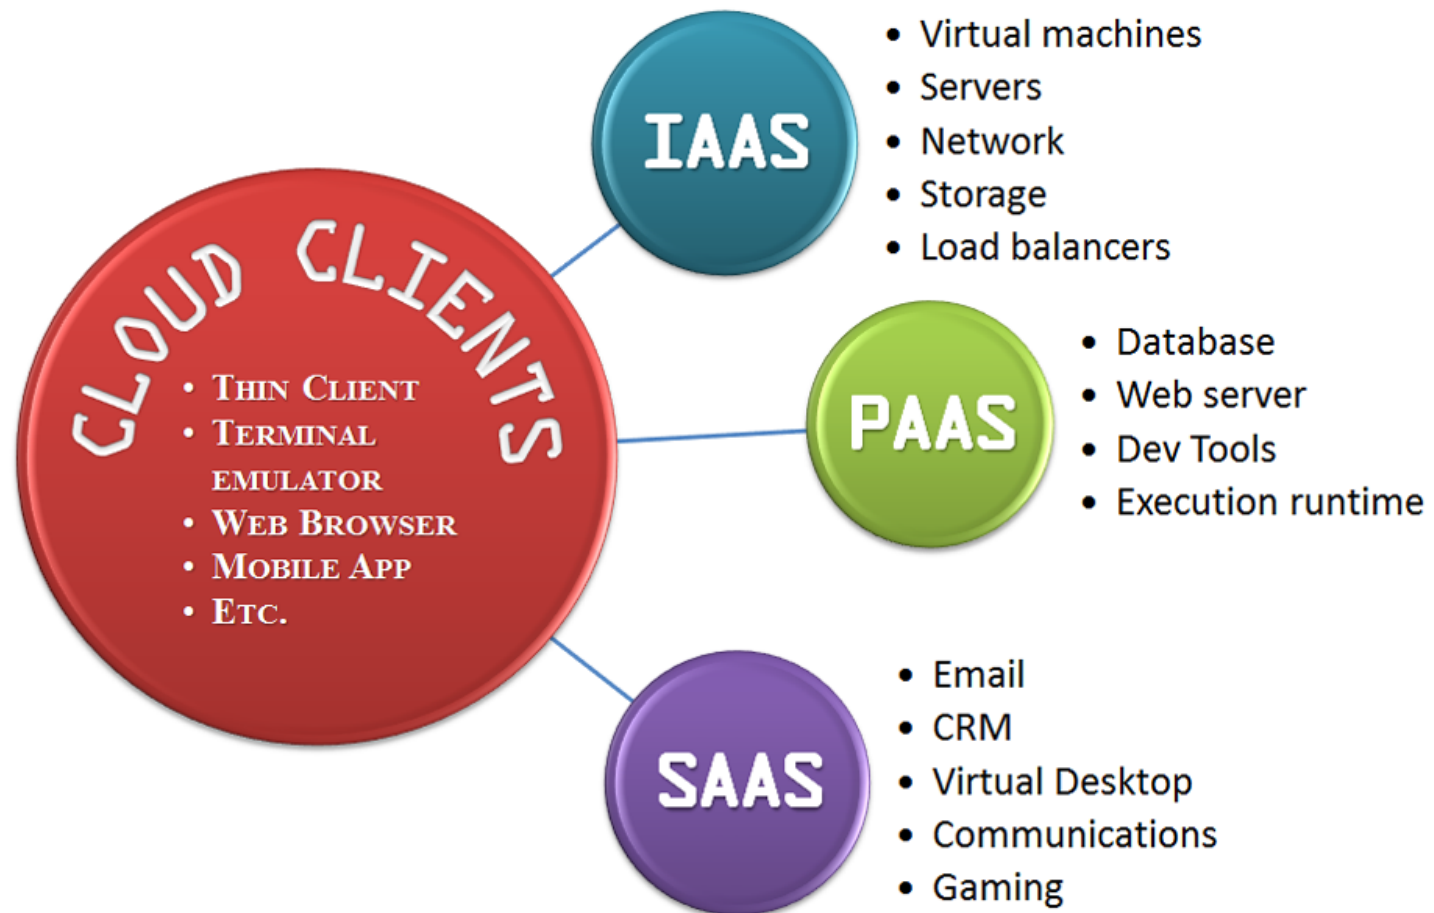 CLOUD CLIENTS
• THIN CLIENT
• TERMINAL
EMULATOR
• WEB BROWSER
• MOBILE APP
• ETC.
IAAS
• Virtual machines
• Servers
• Network
• Storage
• Load balancers
PAAS
• Database
• Web server
• Dev Tools
• Execution runtime
SAAS
• Email
• CRM
• Virtual Desktop
• Communications
• Gaming